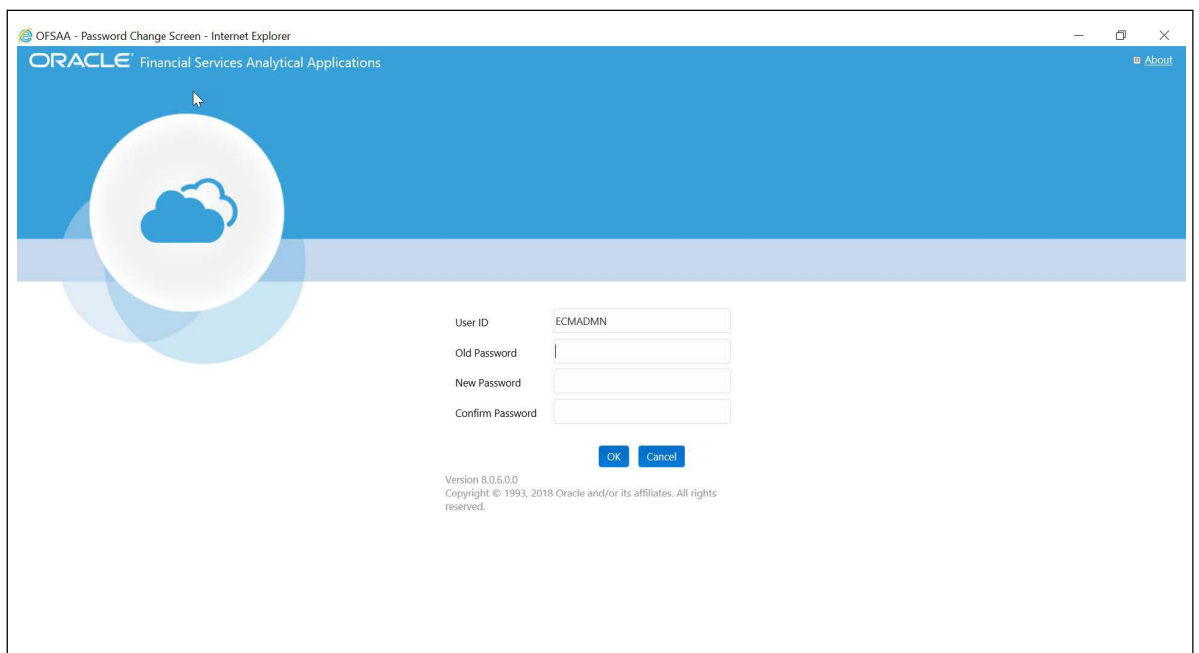 OFSAA - Password Change Screen - Internet Explorer
ORACLE® Financial Services Analytical Applications
About
User ID ECMADMN
Old Password
New Password
Confirm Password
OK Cancel
Version 8.0.6.0.0
Copyright © 1993, 2018 Oracle and/or its affiliates. All rights
reserved.